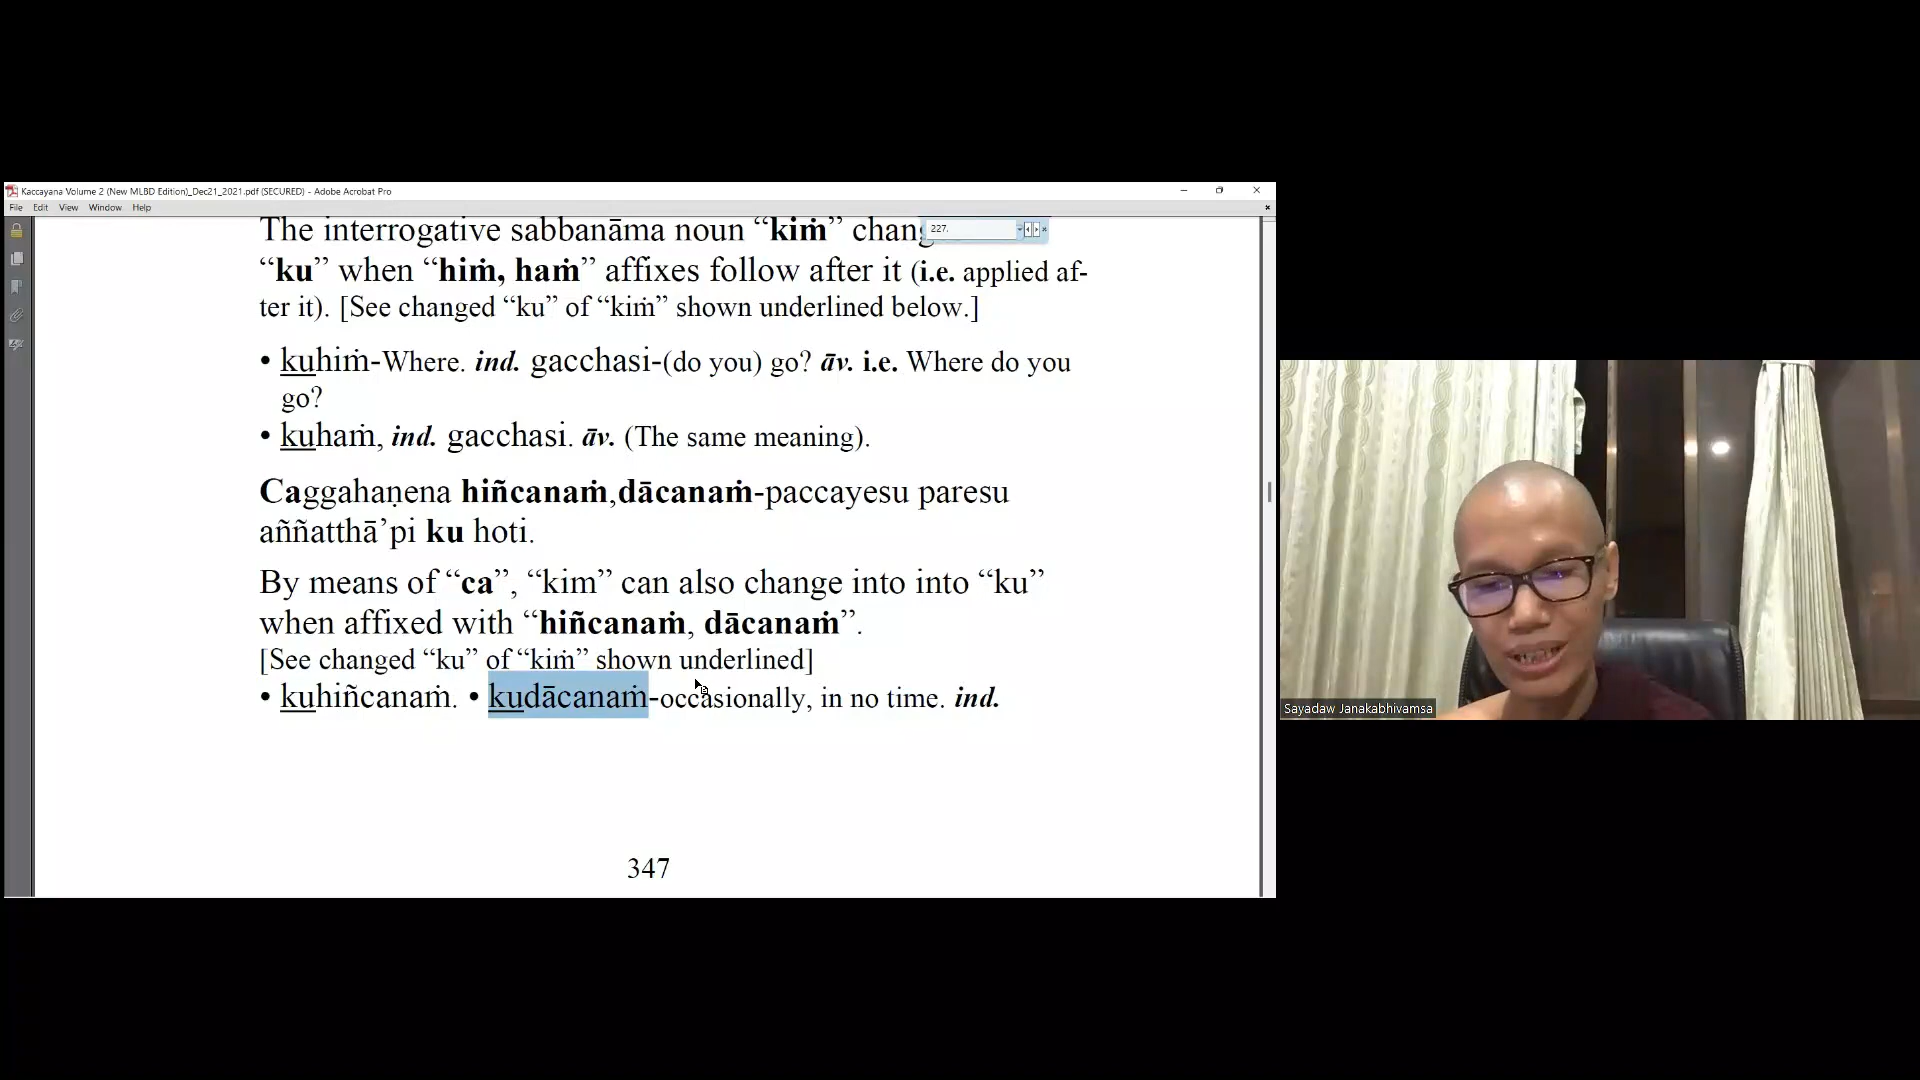 Kaccayana Volume 2 (New MLBD Edition)_Dec21_2021.pdf (SECURED) - Adobe Acrobat Pro
File Edit View Window Help
The interrogative sabbanāma noun “kiṁ” chang
227.
“ku” when “hiṁ, haṁ” affixes follow after it (i.e. applied af-
ter it). [See changed “ku” of “kiṁ” shown underlined below.]
• kuhiṁ-Where. ind. gacchasi-(do you) go? āv. i.e. Where do you
go?
• kuhaṁ, ind. gacchasi. āv. (The same meaning).
Caggahaṇena hiñcanaṁ,dācanaṁ-paccayesu paresu
aññatthā’pi ku hoti.
By means of “ca”, “kim” can also change into into “ku”
when affixed with “hiñcanaṁ, dācanaṁ”.
[See changed “ku” of “kiṁ” shown underlined]
• kuhiñcanaṁ. • kudācanaṁ-occasionally, in no time. ind.
347
Sayadaw Janakabhivamsa